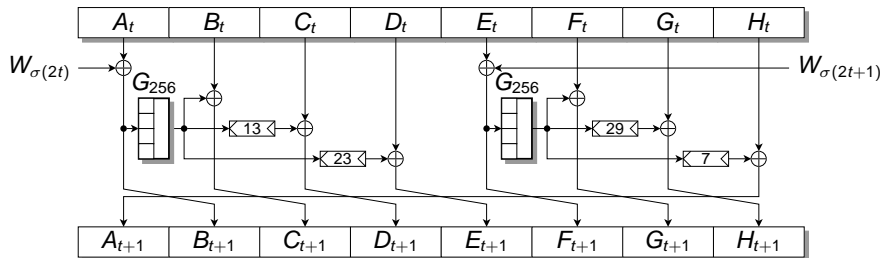 A_t B_t C_t D_t E_t F_t G_t H_t
W_σ(2t) W_σ(2t+1)
G_256 G_256
13 29
23 7
A_t+1 B_t+1 C_t+1 D_t+1 E_t+1 F_t+1 G_t+1 H_t+1